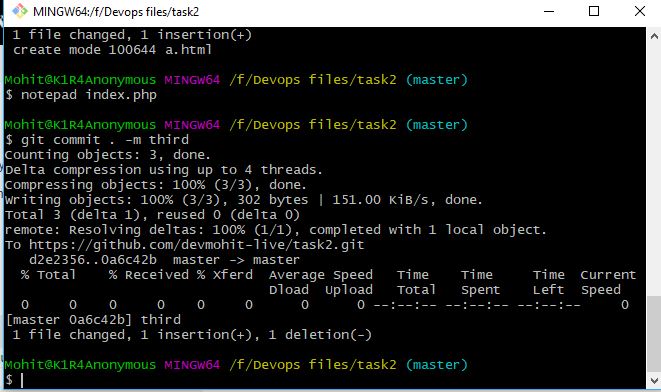 MINGW64:/f/Devops files/task2
1 file changed, 1 insertion(+)
create mode 100644 a.html
Mohit@K1R4Anonymous MINGW64 /f/Devops files/task2 (master)
$ notepad index.php
Mohit@K1R4Anonymous MINGW64 /f/Devops files/task2 (master)
$ git commit . -m third
Counting objects: 3, done.
Delta compression using up to 4 threads.
Compressing objects: 100% (3/3), done.
Writing objects: 100% (3/3), 302 bytes | 151.00 KiB/s, done.
Total 3 (delta 1), reused 0 (delta 0)
remote: Resolving deltas: 100% (1/1), completed with 1 local object.
To https://github.com/devmohit-live/task2.git
d2e2356..0a6c42b  master -> master
% Total    % Received % Xferd  Average Speed   Time    Time     Time  Current
Dload  Upload   Total   Spent    Left  Speed
0     0    0     0    0     0      0      0 --:--:-- --:--:-- --:--:--     0
[master 0a6c42b] third
1 file changed, 1 insertion(+), 1 deletion(-)
Mohit@K1R4Anonymous MINGW64 /f/Devops files/task2 (master)
$